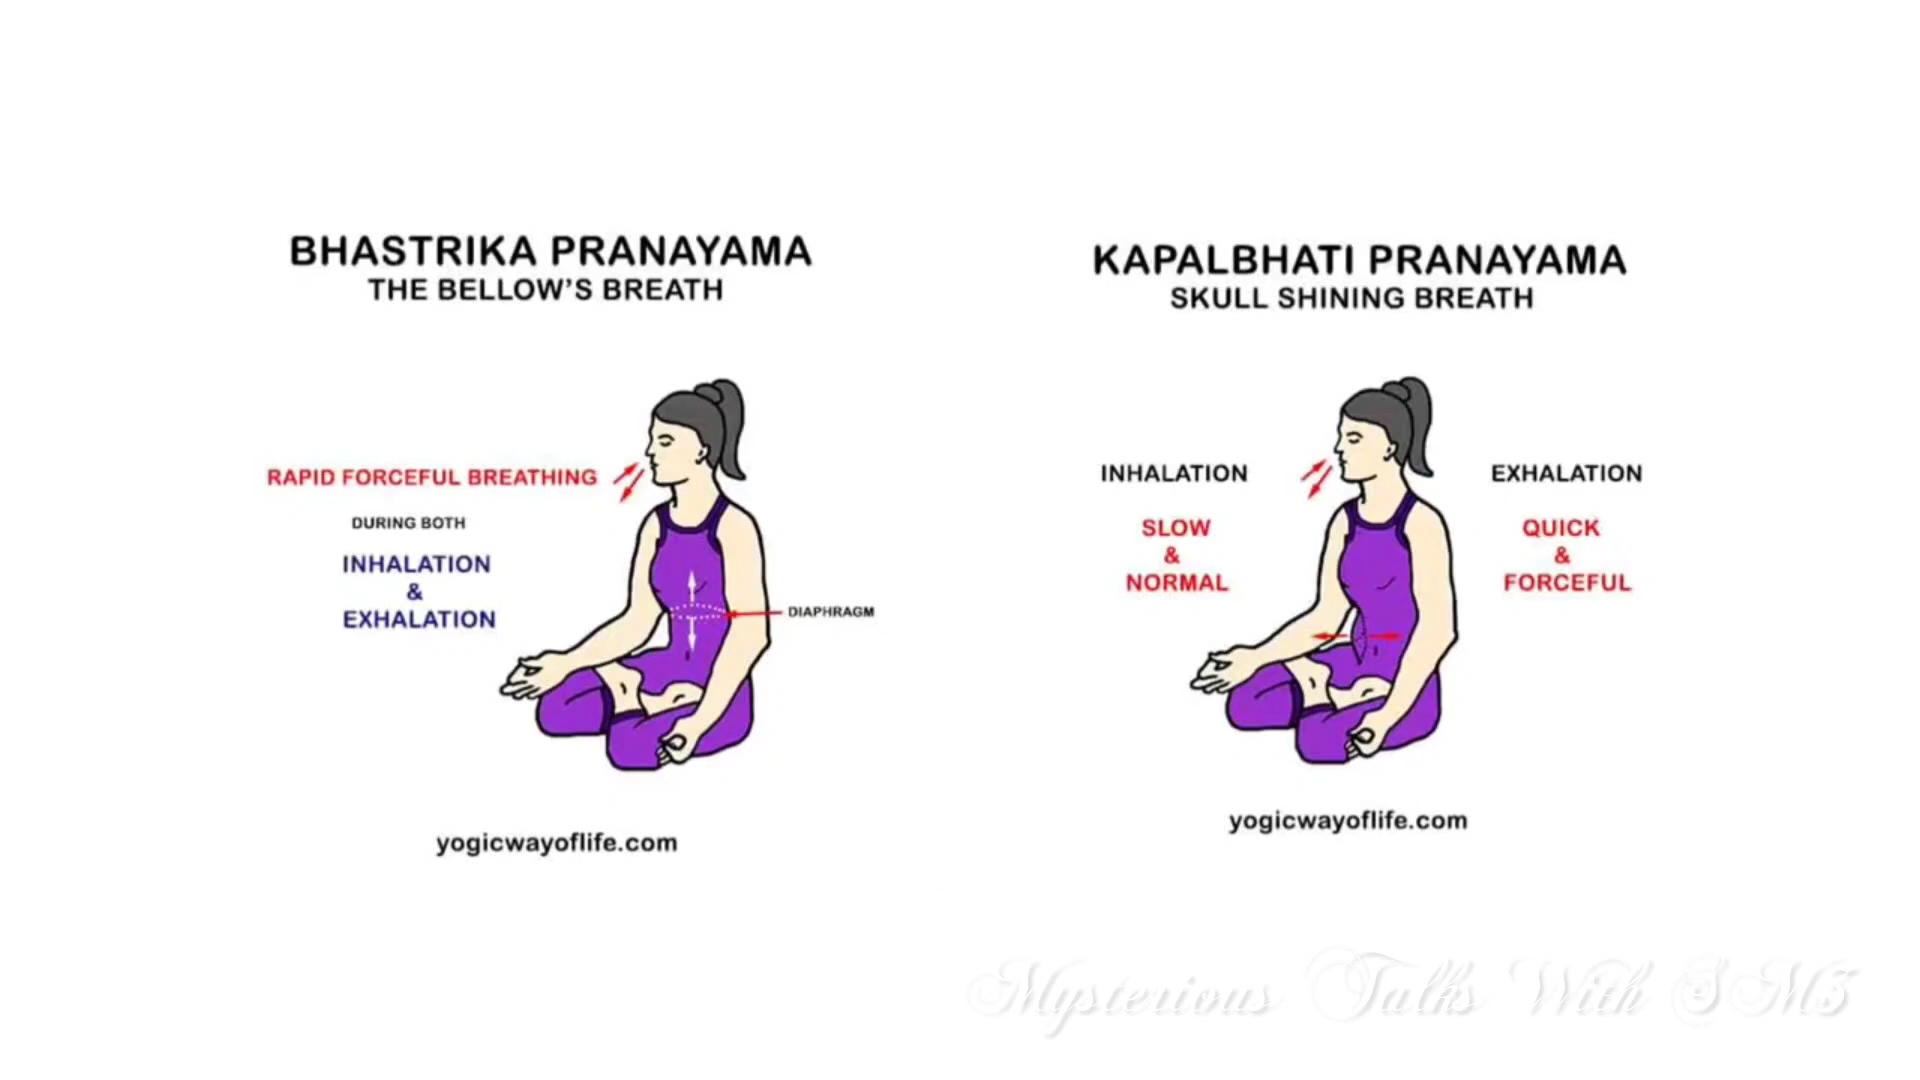 BHASTRIKA PRANAYAMA
THE BELLOW'S BREATH
RAPID FORCEFUL BREATHING
DURING BOTH
INHALATION
&
EXHALATION
DIAPHRAGM
yogicwayoflife.com
KAPALBHATI PRANAYAMA
SKULL SHINING BREATH
INHALATION
SLOW
&
NORMAL
EXHALATION
QUICK
&
FORCEFUL
yogicwayoflife.com
Mysterious Talks With SM3